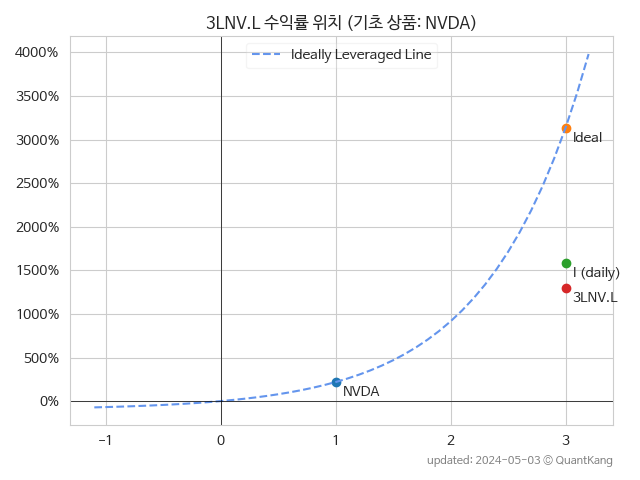 3LNV.L 수익률 위치 (기초 상품: NVDA)
Ideally Leveraged Line
4000%
3500%
3000%
2500%
2000%
1500%
1000%
500%
0%
Ideal
I (daily)
3LNV.L
NVDA
−1
0
1
2
3
updated: 2024-05-03 © QuantKang